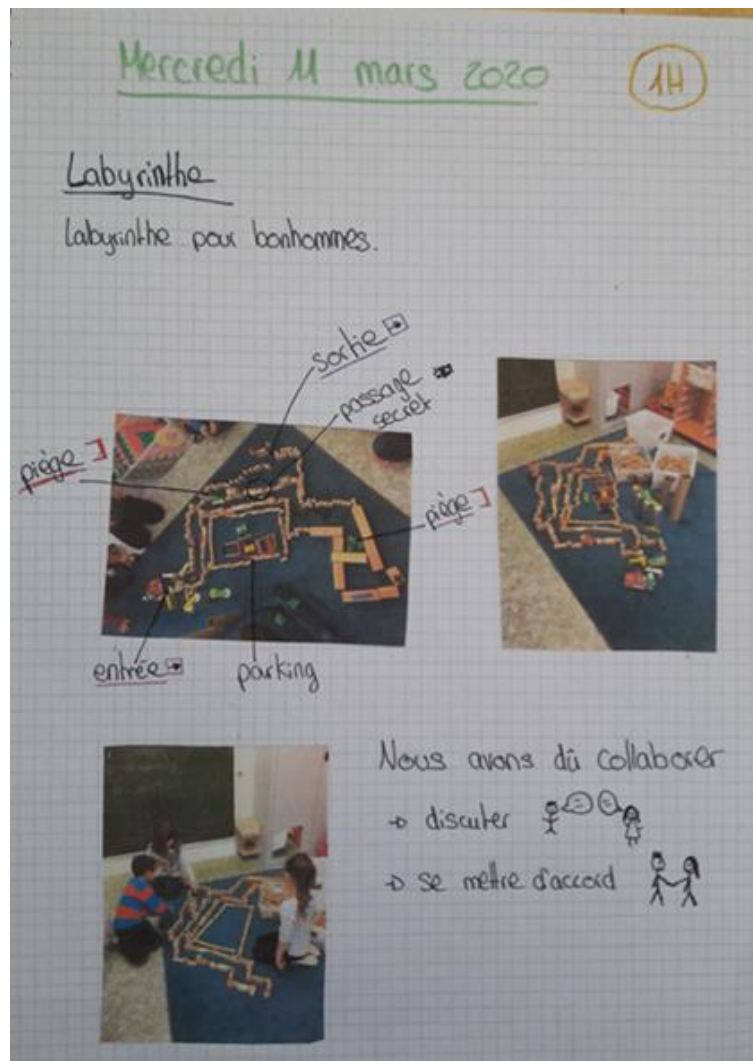 Mercredi 11 mars 2020
1H
Labyrinthe
Labyrinthe pour bonhommes.
sortie
passage
secret
piège
piège
entrée
parking
Nous avons dû collaborer
→ discuter
→ se mettre d'accord